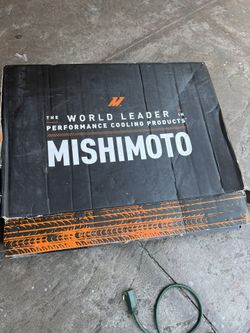 THE WORLD LEADER IN
PERFORMANCE COOLING PRODUCTS
MISHIMOTO